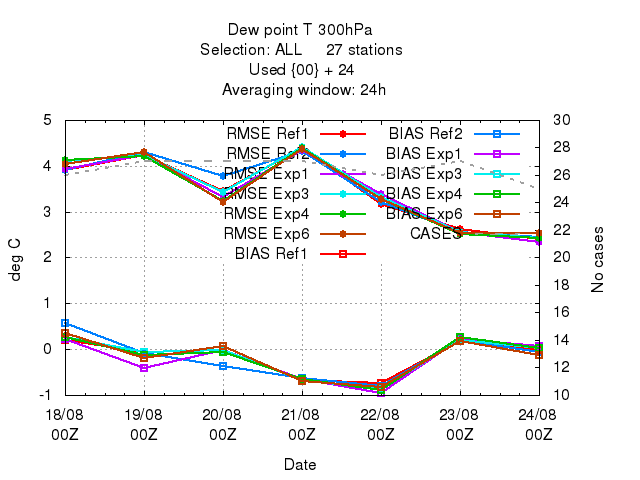 Dew point T 300hPa
Selection: ALL 27 stations
Used {00} + 24
Averaging window: 24h
5
4
3
2
1
0
-1
deg C
30
28
26
24
22
20
18
16
14
12
10
No cases
RMSE Ref1
RMSE Ref2
RMSE Exp1
RMSE Exp3
RMSE Exp4
RMSE Exp6
BIAS Ref1
BIAS Ref2
BIAS Exp1
BIAS Exp3
BIAS Exp4
BIAS Exp6
CASES
18/08 19/08 20/08 21/08 22/08 23/08 24/08
00Z 00Z 00Z 00Z 00Z 00Z 00Z
Date